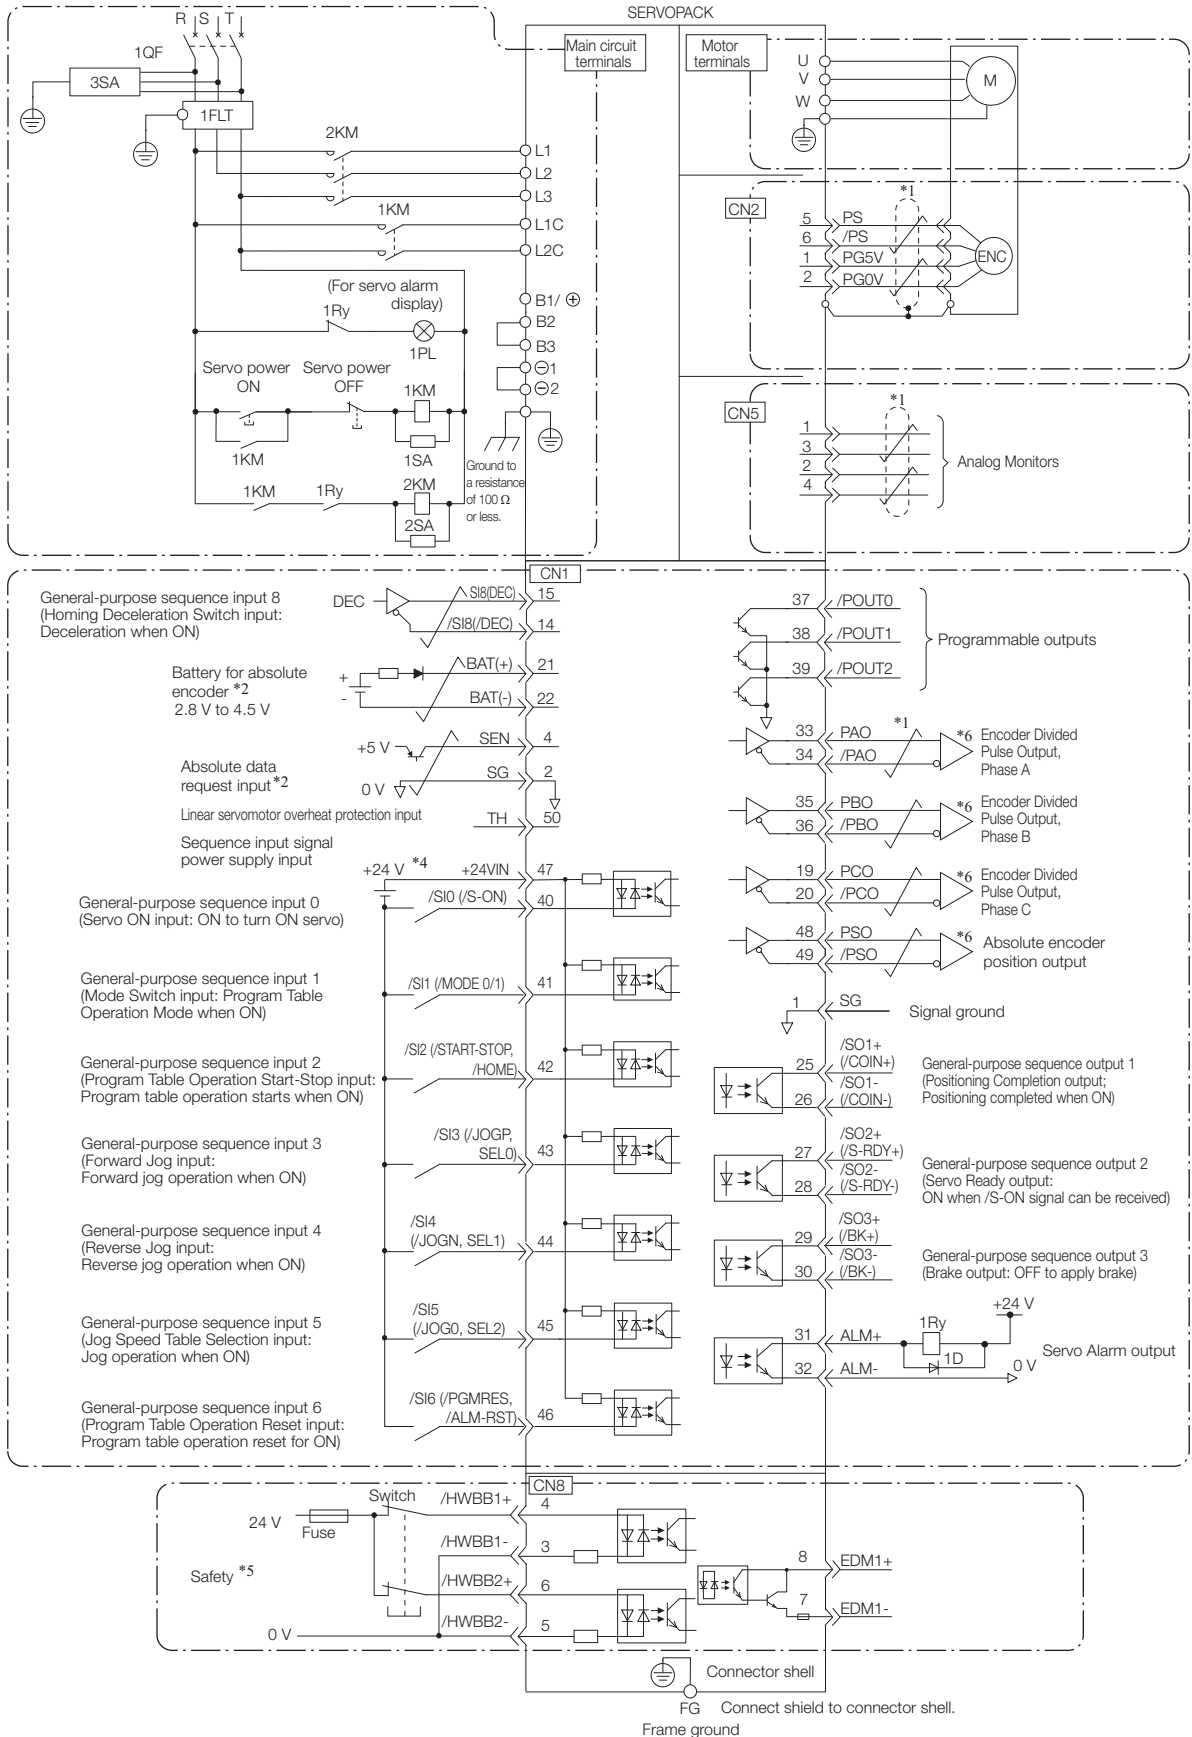 SERVOPACK
R S T
1QF
3SA
1FLT
Main circuit
terminals
2KM
L1
L2
L3
1KM
L1C
L2C
(For servo alarm
display)
1Ry
1PL
B1/ ⊕
B2
B3
⊖1
⊖2
Servo power
ON
Servo power
OFF
1KM
1SA
1KM
1KM
1Ry
2KM
2SA
Ground to
a resistance
of 100 Ω
or less.
Motor
terminals
U
V
W
M
CN2
*1
5 PS
6 /PS
1 PG5V
2 PG0V
ENC
CN5
*1
1
3
2
4
Analog Monitors
CN1
General-purpose sequence input 8
(Homing Deceleration Switch input:
Deceleration when ON)
DEC
SI8(DEC) 15
/SI8(/DEC) 14
Battery for absolute
encoder *2
2.8 V to 4.5 V
+
-
BAT(+) 21
BAT(-) 22
+5 V
SEN 4
Absolute data
request input*2
0 V
SG 2
Linear servomotor overheat protection input
TH 50
Sequence input signal
power supply input
+24 V *4
+24VIN 47
General-purpose sequence input 0
(Servo ON input: ON to turn ON servo)
/SI0 (/S-ON) 40
General-purpose sequence input 1
(Mode Switch input: Program Table
Operation Mode when ON)
/SI1 (/MODE 0/1) 41
General-purpose sequence input 2
(Program Table Operation Start-Stop input:
Program table operation starts when ON)
/SI2 (/START-STOP,
/HOME) 42
General-purpose sequence input 3
(Forward Jog input:
Forward jog operation when ON)
/SI3 (/JOGP,
SEL0) 43
General-purpose sequence input 4
(Reverse Jog input:
Reverse jog operation when ON)
/SI4
(/JOGN, SEL1) 44
General-purpose sequence input 5
(Jog Speed Table Selection input:
Jog operation when ON)
/SI5
(/JOG0, SEL2) 45
General-purpose sequence input 6
(Program Table Operation Reset input:
Program table operation reset for ON)
/SI6 (/PGMRES,
/ALM-RST) 46
37 /POUT0
38 /POUT1
39 /POUT2
Programmable outputs
33 PAO
34 /PAO
*1
*6 Encoder Divided
Pulse Output,
Phase A
35 PBO
36 /PBO
*6 Encoder Divided
Pulse Output,
Phase B
19 PCO
20 /PCO
*6 Encoder Divided
Pulse Output,
Phase C
48 PSO
49 /PSO
*6 Absolute encoder
position output
1 SG
Signal ground
/SO1+
25 (/COIN+)
/SO1-
26 (/COIN-)
General-purpose sequence output 1
(Positioning Completion output;
Positioning completed when ON)
/SO2+
27 (/S-RDY+)
/SO2-
28 (/S-RDY-)
General-purpose sequence output 2
(Servo Ready output:
ON when /S-ON signal can be received)
/SO3+
29 (/BK+)
/SO3-
30 (/BK-)
General-purpose sequence output 3
(Brake output: OFF to apply brake)
+24 V
1Ry
31 ALM+
1D
32 ALM-
0 V
Servo Alarm output
CN8
Switch
24 V
Fuse
/HWBB1+ 4
/HWBB1- 3
Safety *5
/HWBB2+ 6
/HWBB2- 5
0 V
8 EDM1+
7 EDM1-
Connector shell
FG Connect shield to connector shell.
Frame ground